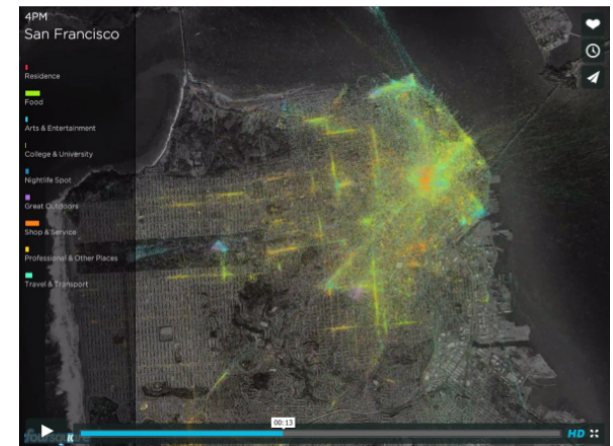 4PM
San Francisco
Residence
Food
Arts & Entertainment
College & University
Nightlife Spot
Great Outdoors
Shop & Service
Professional & Other Places
Travel & Transport
00:13
HD
foursquare